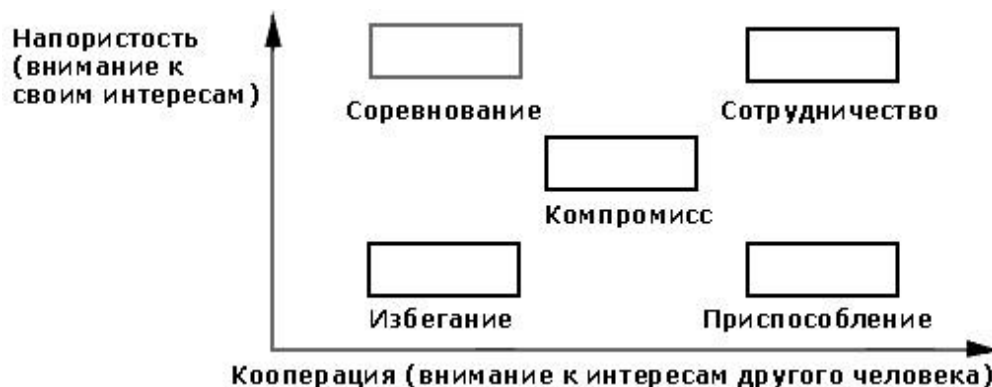 Напористость
(внимание к
своим интересам)
Соревнование
Сотрудничество
Компромисс
Избегание
Приспособление
Кооперация (внимание к интересам другого человека)